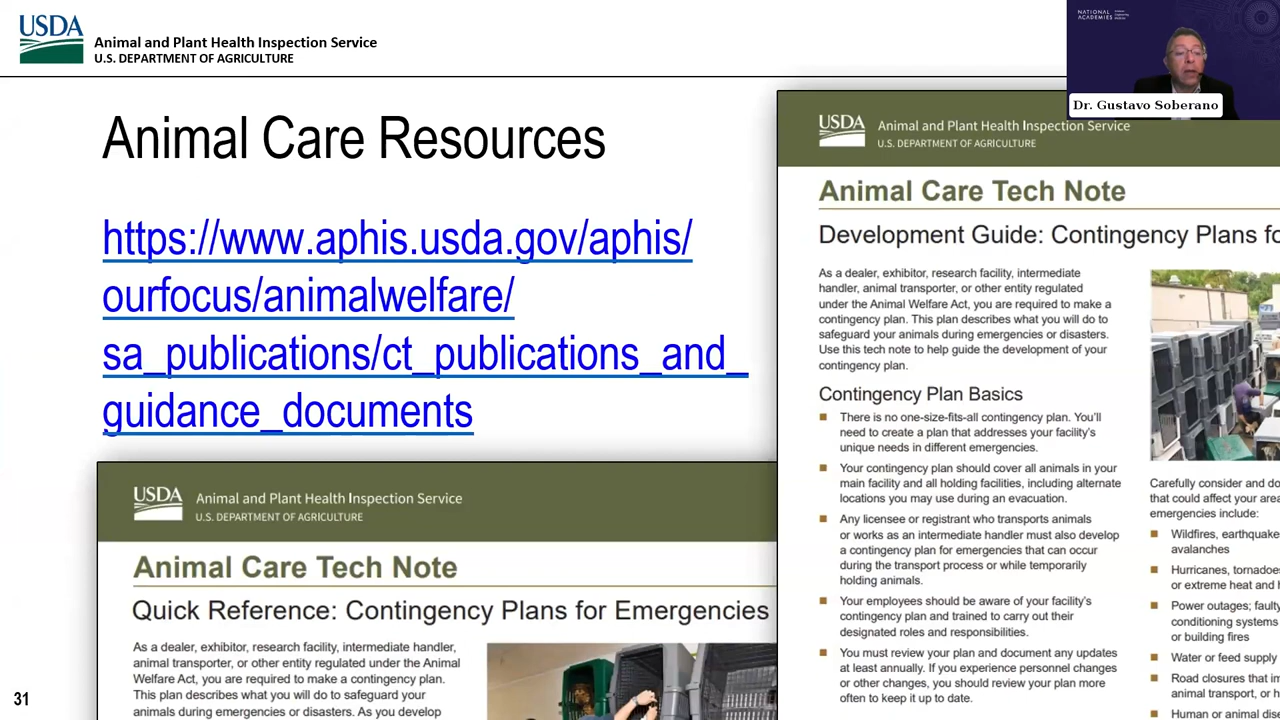 USDA
Animal and Plant Health Inspection Service
U.S. DEPARTMENT OF AGRICULTURE
NATIONAL
ACADEMIES
Dr. Gustavo Soberano
Animal Care Resources
https://www.aphis.usda.gov/aphis/
ourfocus/animalwelfare/
sa_publications/ct_publications_and_
guidance_documents
USDA
Animal and Plant Health Inspection Service
U.S. DEPARTMENT OF AGRICULTURE
Animal Care Tech Note
Quick Reference: Contingency Plans for Emergencies
As a dealer, exhibitor, research facility, intermediate handler,
animal transporter, or other entity regulated under the Animal
Welfare Act, you are required to make a contingency plan.
This plan describes what you will do to safeguard your
animals during emergencies or disasters. As you develop
USDA
Animal and Plant Health Inspection Service
U.S. DEPARTMENT OF AGRICULTURE
Animal Care Tech Note
Development Guide: Contingency Plans fo
As a dealer, exhibitor, research facility, intermediate
handler, animal transporter, or other entity regulated
under the Animal Welfare Act, you are required to make a
contingency plan. This plan describes what you will do to
safeguard your animals during emergencies or disasters.
Use this tech note to help guide the development of your
contingency plan.
Contingency Plan Basics
There is no one-size-fits-all contingency plan. You'll
need to create a plan that addresses your facility's
unique needs in different emergencies.
Your contingency plan should cover all animals in your
main facility and all holding facilities, including alternate
locations you may use during an evacuation.
Any licensee or registrant who transports animals
or works as an intermediate handler must also develop
a contingency plan for emergencies that can occur
during the transport process or while temporarily
holding animals.
Your employees should be aware of your facility's
contingency plan and trained to carry out their
designated roles and responsibilities.
You must review your plan and document any updates
at least annually. If you experience personnel changes
or other changes, you should review your plan more
often to keep it up to date.
Carefully consider and do
that could affect your area
emergencies include:
Wildfires, earthquake
avalanches
Hurricanes, tornadoe
or extreme heat and h
Power outages; faulty
conditioning systems
or building fires
Water or feed supply
Road closures that im
animal transport, or h
Human or animal dise
31